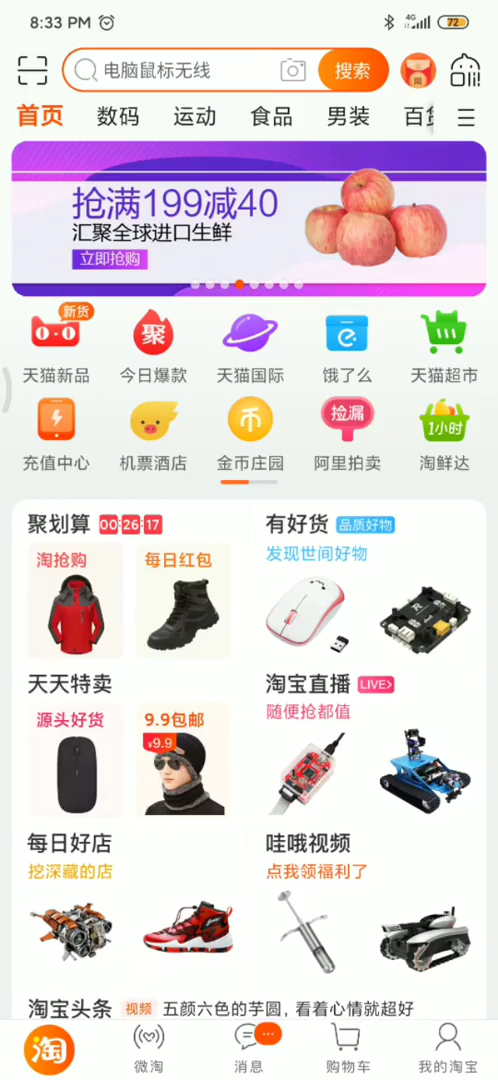 8:33 PM
4G
72
电脑鼠标无线
搜索
首页 数码 运动 食品 男装 百货
抢满199减40
汇聚全球进口生鲜
立即抢购
新货
聚
天猫新品 今日爆款 天猫国际 饿了么 天猫超市
币
捡漏
1小时
充值中心 机票酒店 金币庄园 阿里拍卖 淘鲜达
聚划算 00:26:17
有好货 品质好物
发现世间好物
淘抢购 每日红包
天天特卖
淘宝直播 LIVE>
随便抢都值
源头好货 9.9包邮
¥9.9
每日好店
挖深藏的店
哇哦视频
点我领福利了
淘宝头条 视频 五颜六色的芋圆，看着心情就超好
淘
微淘 消息 购物车 我的淘宝